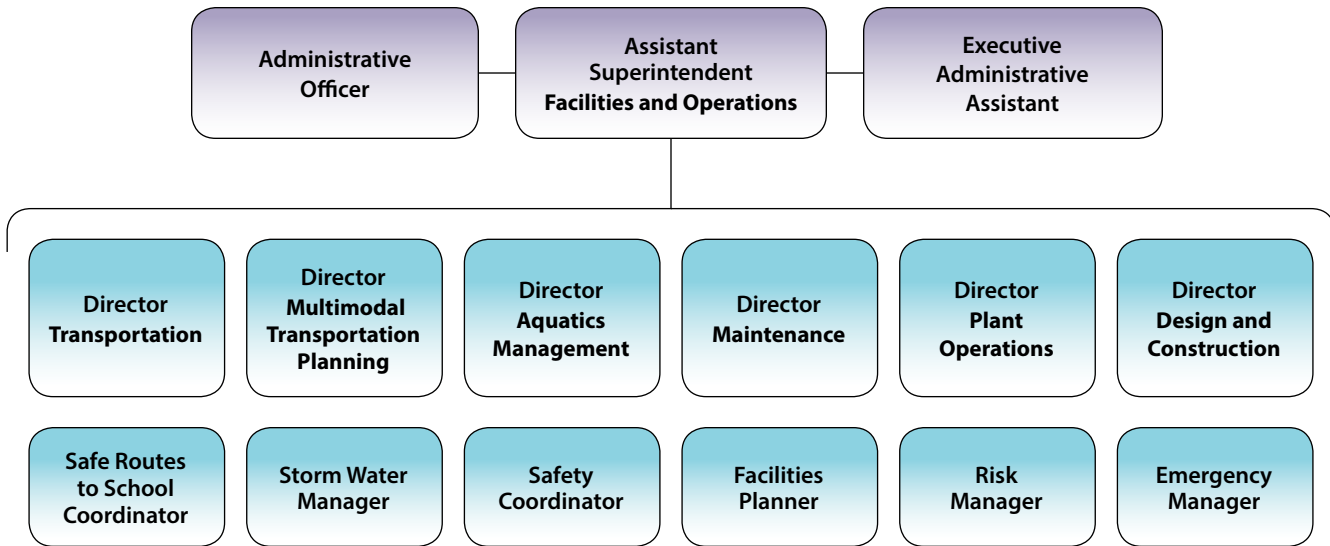 Administrative
Officer
Assistant
Superintendent
Facilities and Operations
Executive
Administrative
Assistant
Director
Transportation
Director
Multimodal
Transportation
Planning
Director
Aquatics
Management
Director
Maintenance
Director
Plant
Operations
Director
Design and
Construction
Safe Routes
to School
Coordinator
Storm Water
Manager
Safety
Coordinator
Facilities
Planner
Risk
Manager
Emergency
Manager